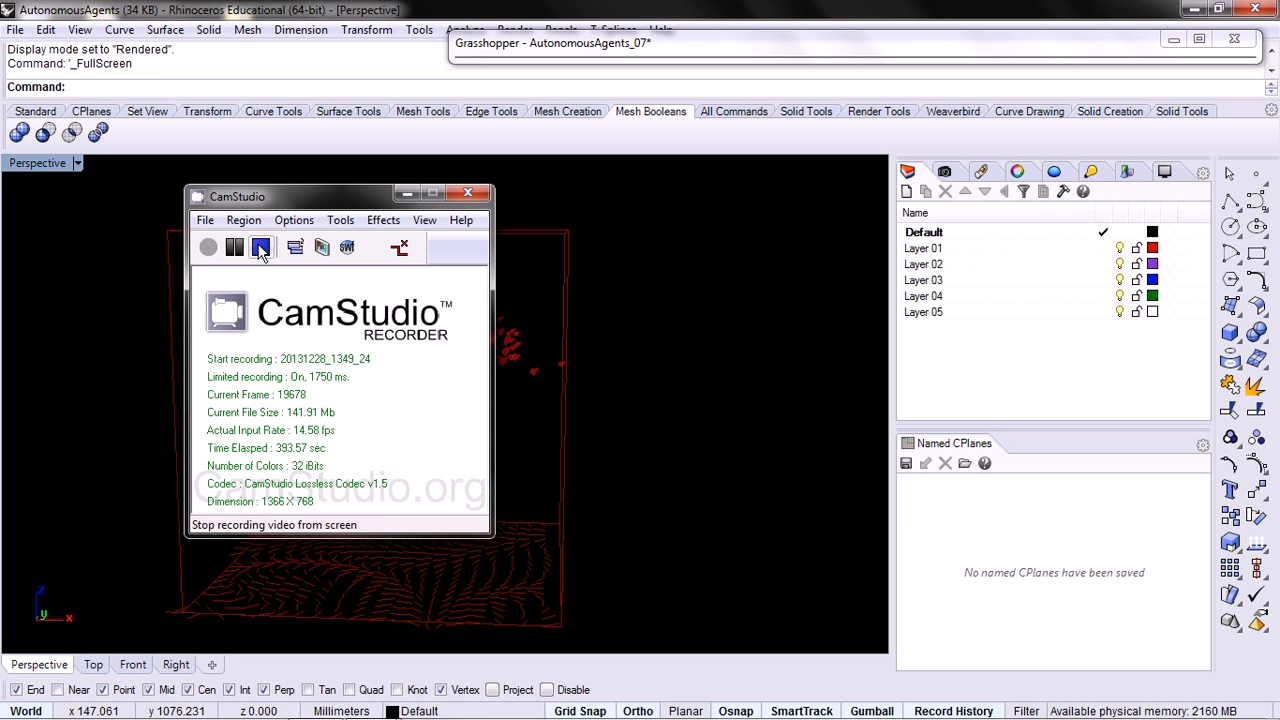 AutonomousAgents (34 KB) - Rhinoceros Educational (64-bit) - [Perspective]
File Edit View Curve Surface Solid Mesh Dimension Transform Tools
Display mode set to "Rendered".
Command: '_FullScreen
Command:
Grasshopper - AutonomousAgents_07*
Standard CPlanes Set View Transform Curve Tools Surface Tools Mesh Tools Edge Tools Mesh Creation Mesh Booleans All Commands Solid Tools Render Tools Weaverbird Curve Drawing Solid Creation Solid Tools
Perspective
CamStudio
File Region Options Tools Effects View Help
SWF
CamStudio™
RECORDER
Start recording : 20131228_1349_24
Limited recording : On, 1750 ms.
Current Frame : 19678
Current File Size : 141.91 Mb
Actual Input Rate : 14.58 fps
Time Elasped : 393.57 sec
Number of Colors : 32 iBits
CamStudio.org
Codec : CamStudio Lossless Codec v1.5
Dimension : 1366 X 768
Stop recording video from screen
z
y x
Name
Default
Layer 01
Layer 02
Layer 03
Layer 04
Layer 05
Named CPlanes
No named CPlanes have been saved
Perspective Top Front Right
End Near Point Mid Cen Int Perp Tan Quad Knot Vertex Project Disable
World x 147.061 y 1076.231 z 0.000 Millimeters Default Grid Snap Ortho Planar Osnap SmartTrack Gumball Record History Filter Available physical memory: 2160 MB